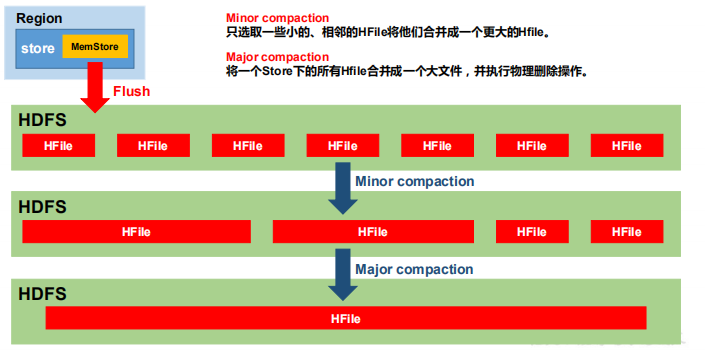 Region
store
MemStore
Minor compaction
只选取一些小的、相邻的HFile将他们合并成一个更大的Hfile。
Major compaction
将一个Store下的所有Hfile合并成一个大文件，并执行物理删除操作。
Flush
HDFS
HFile HFile HFile HFile HFile HFile HFile
Minor compaction
HDFS
HFile HFile HFile HFile
Major compaction
HDFS
HFile